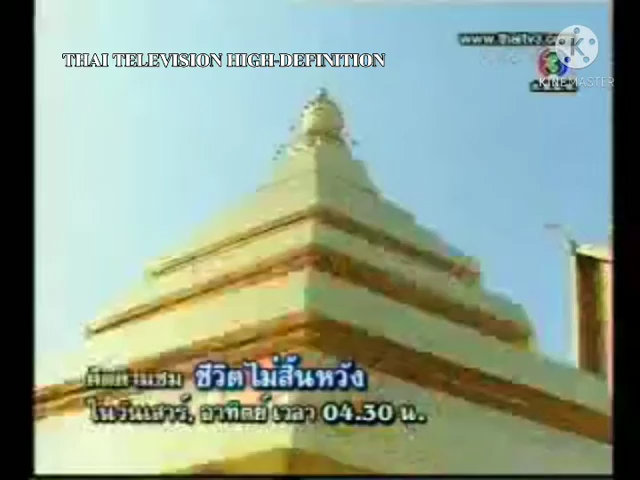 THAI TELEVISION HIGH-DEFINITION
www.thaitv3.com
K
3
KINEMASTER
ติดตามชม ชีวิตไม่สิ้นหวัง
ในวันเสาร์, อาทิตย์ เวลา 04.30 น.